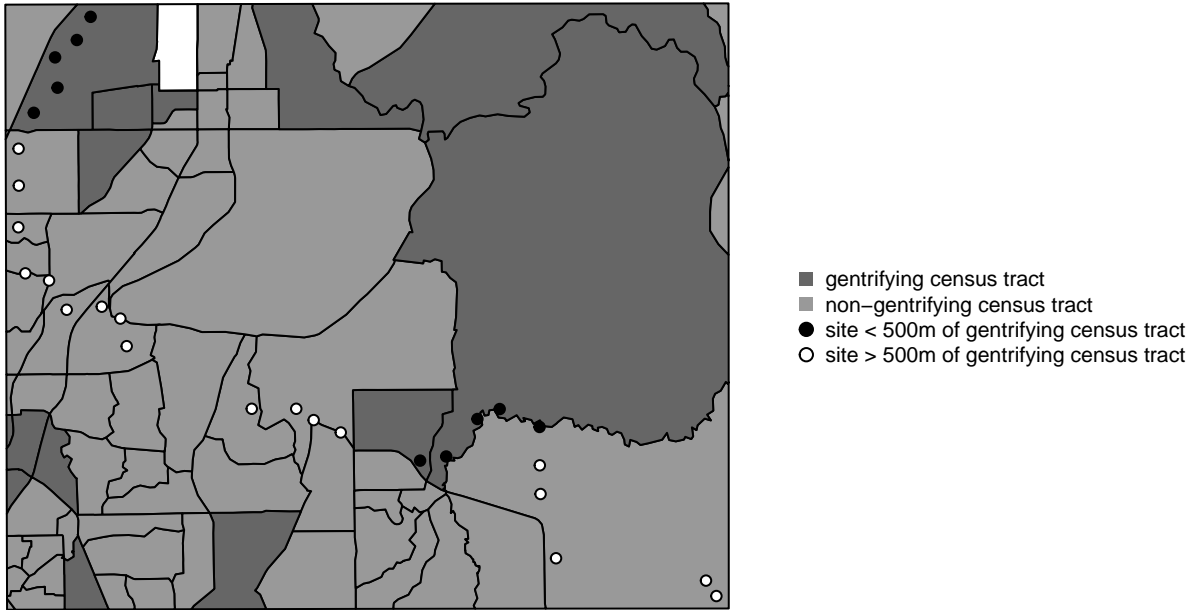 gentrifying census tract
non−gentrifying census tract
site < 500m of gentrifying census tract
site > 500m of gentrifying census tract